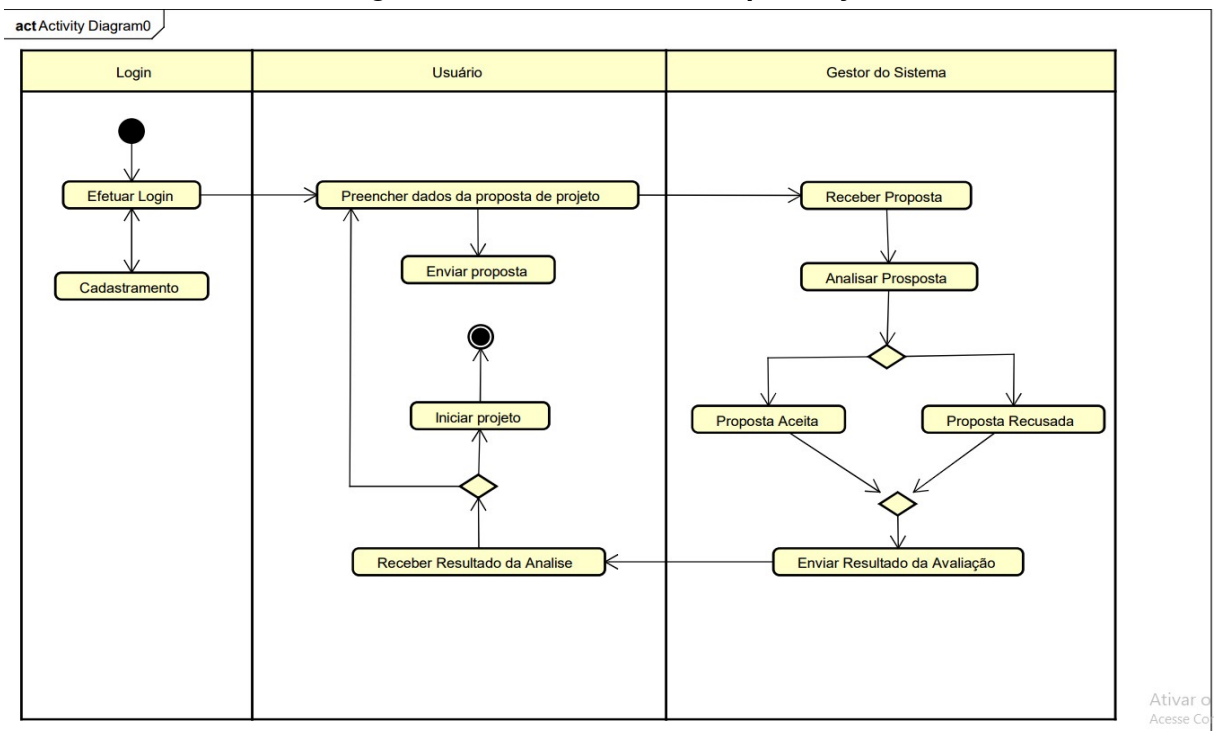 act Activity Diagram0
Login
Usuário
Gestor do Sistema
Efetuar Login
Preencher dados da proposta de projeto
Receber Proposta
Enviar proposta
Analisar Prosposta
Cadastramento
Iniciar projeto
Proposta Aceita
Proposta Recusada
Receber Resultado da Analise
Enviar Resultado da Avaliação
Ativar o
Acesse Co